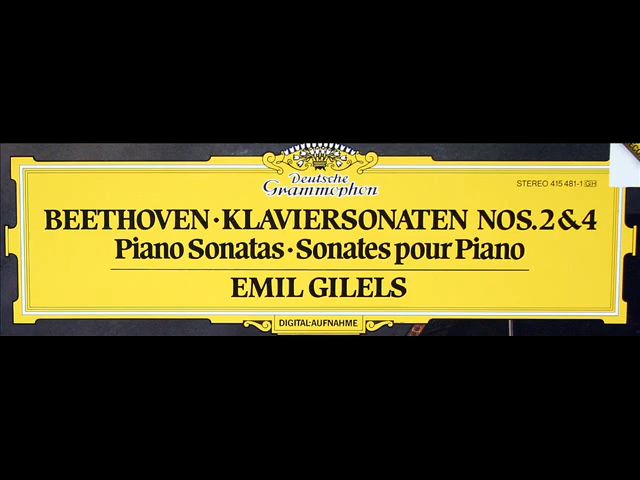 Deutsche
Grammophon
STEREO 415 481-1 GH
BEETHOVEN · KLAVIERSONATEN NOS. 2 & 4
Piano Sonatas · Sonates pour Piano
EMIL GILELS
DIGITAL-AUFNAHME